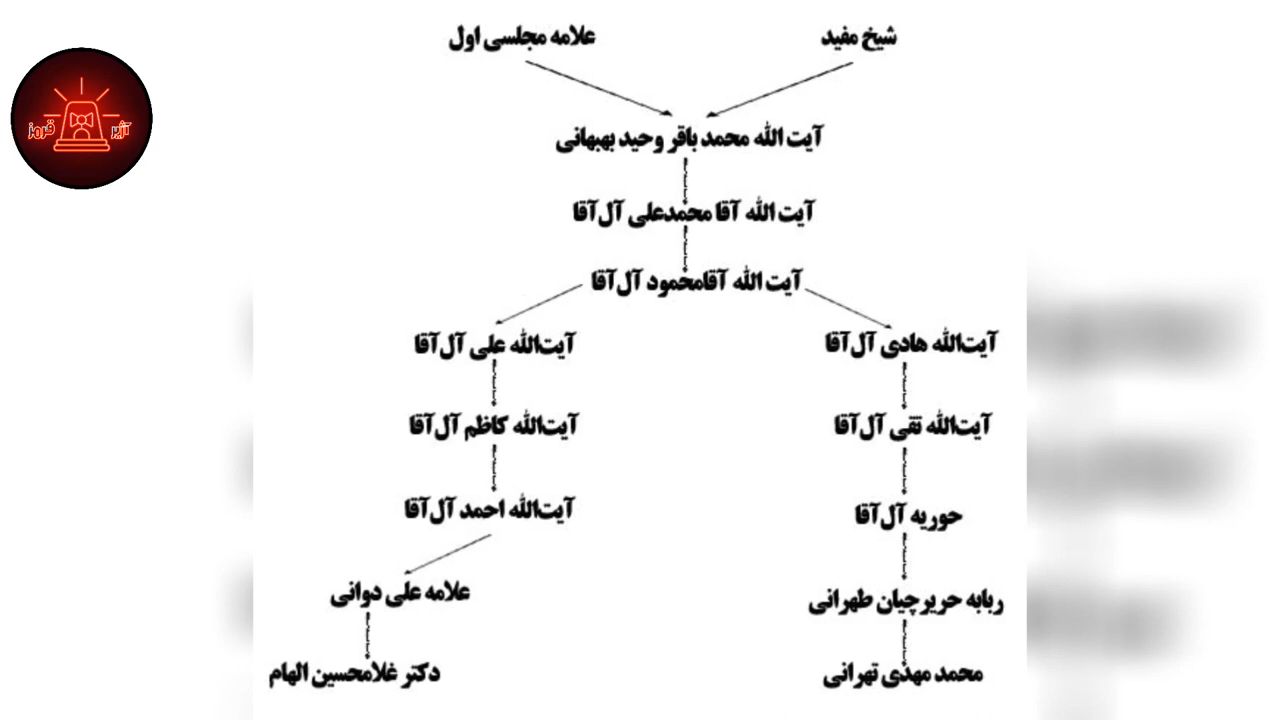 آژیر قرمز
شیخ مفید
علامه مجلسی اول
آیت الله محمد باقر وحید بهبهانی
آیت الله آقا محمدعلی آل‌آقا
آیت الله آقامحمود آل‌آقا
آیت‌الله هادی آل‌آقا
آیت‌الله علی آل‌آقا
آیت‌الله تقی آل‌آقا
آیت‌الله کاظم آل‌آقا
حوریه آل‌آقا
آیت‌الله احمد آل‌آقا
ربابه حریرچیان طهرانی
علامه علی دوانی
محمد مهدی تهرانی
دکتر غلامحسین الهام